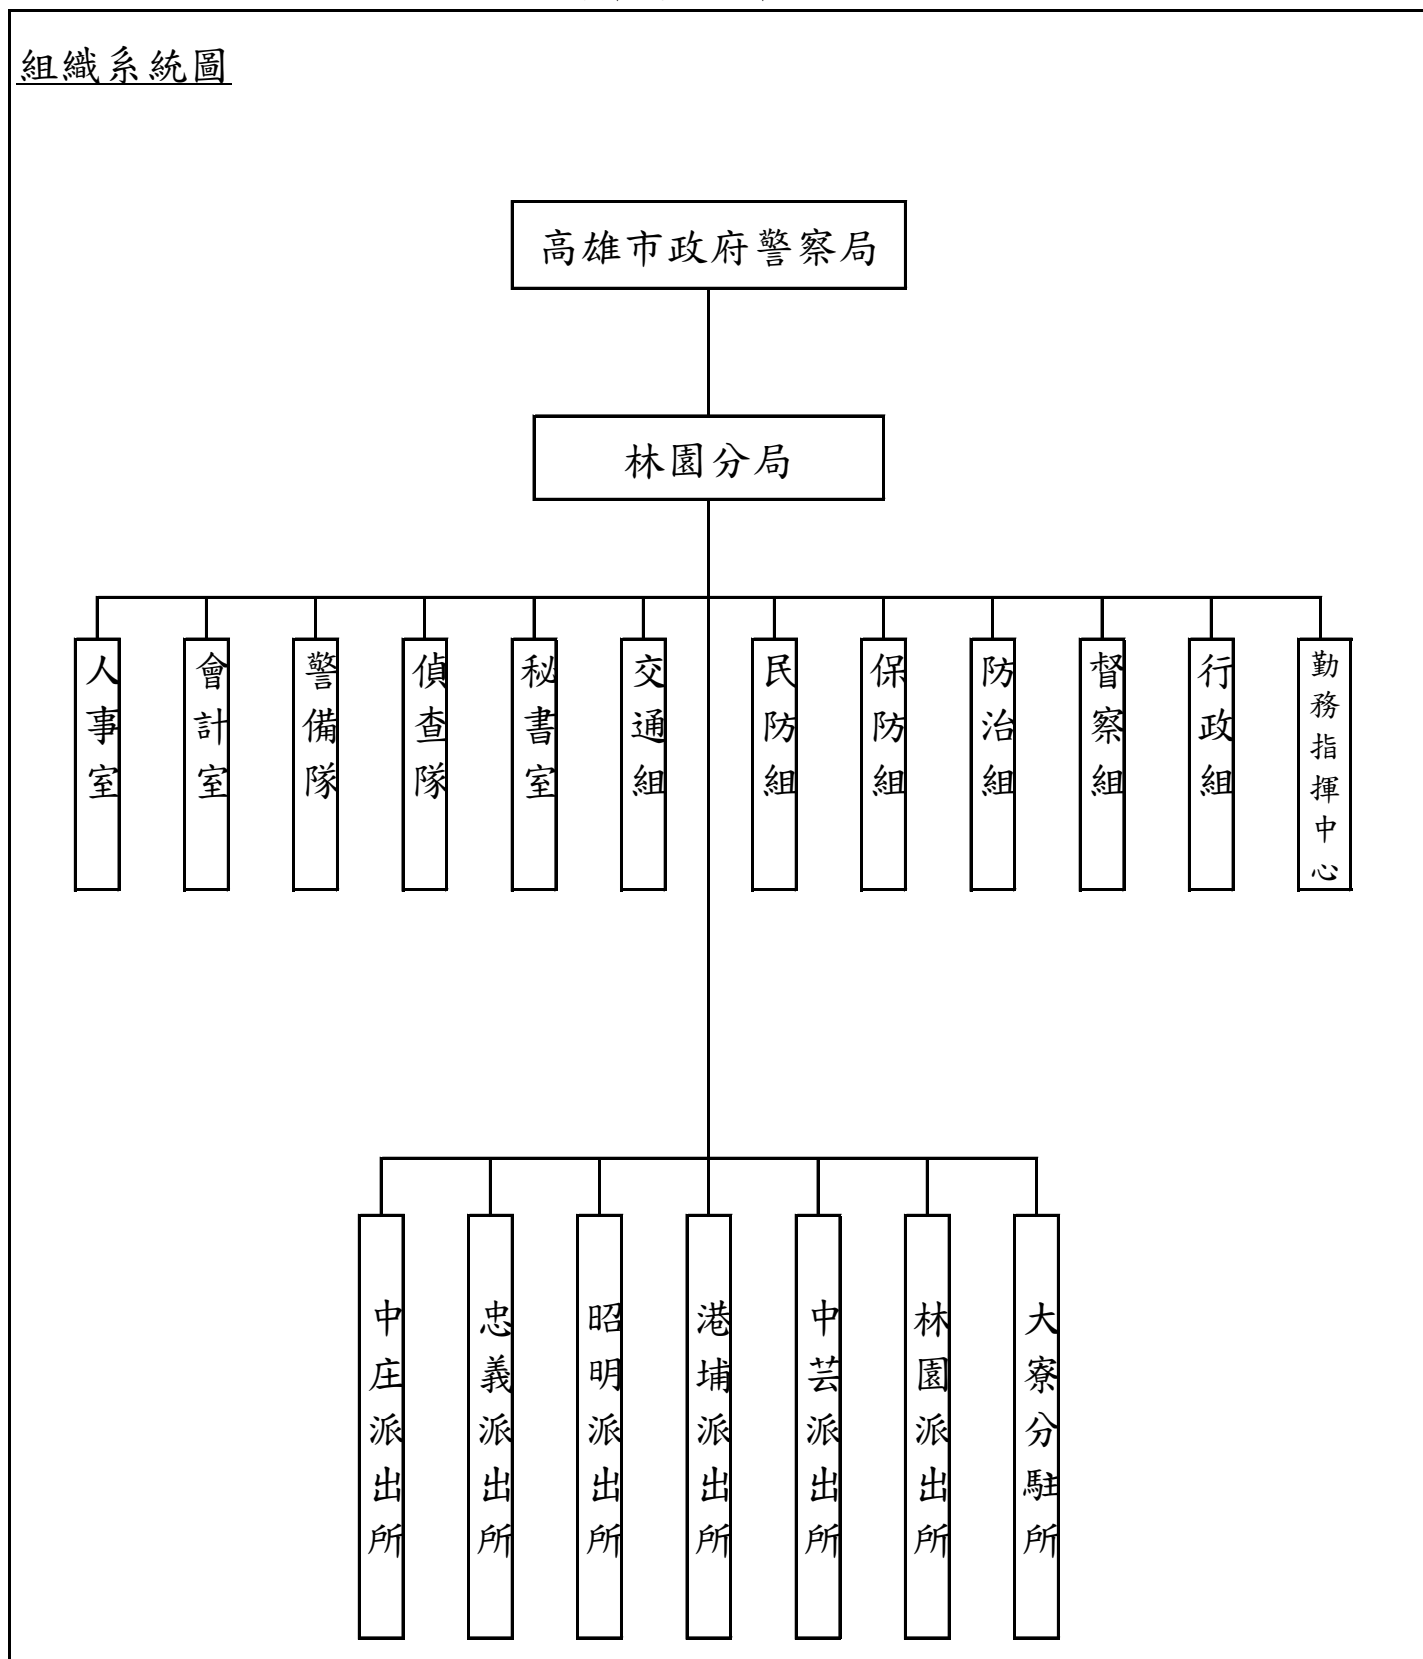 組織系統圖
高雄市政府警察局
林園分局
人事室
會計室
警備隊
偵查隊
秘書室
交通組
民防組
保防組
防治組
督察組
行政組
勤務指揮中心
中庄派出所
忠義派出所
昭明派出所
港埔派出所
中芸派出所
林園派出所
大寮分駐所